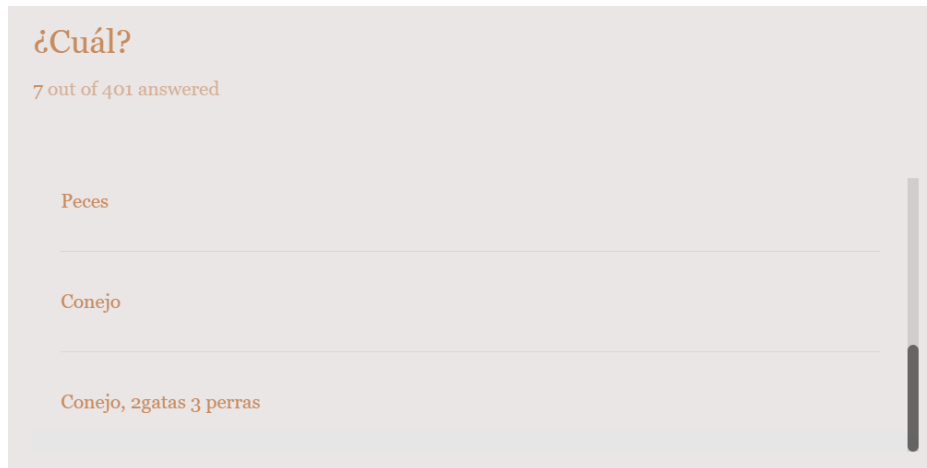 ¿Cuál?
7 out of 401 answered
Peces
Conejo
Conejo, 2gatas 3 perras